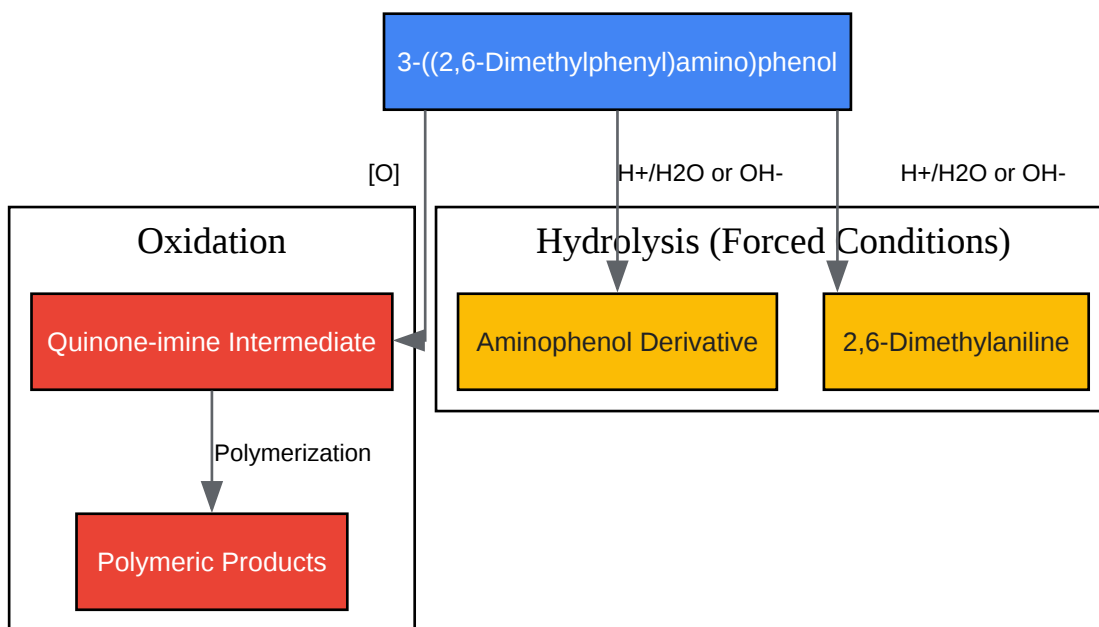 3-((2,6-Dimethylphenyl)amino)phenol
[O]
H+/H2O or OH-
H+/H2O or OH-
Oxidation
Hydrolysis (Forced Conditions)
Quinone-imine Intermediate
Aminophenol Derivative
2,6-Dimethylaniline
Polymerization
Polymeric Products